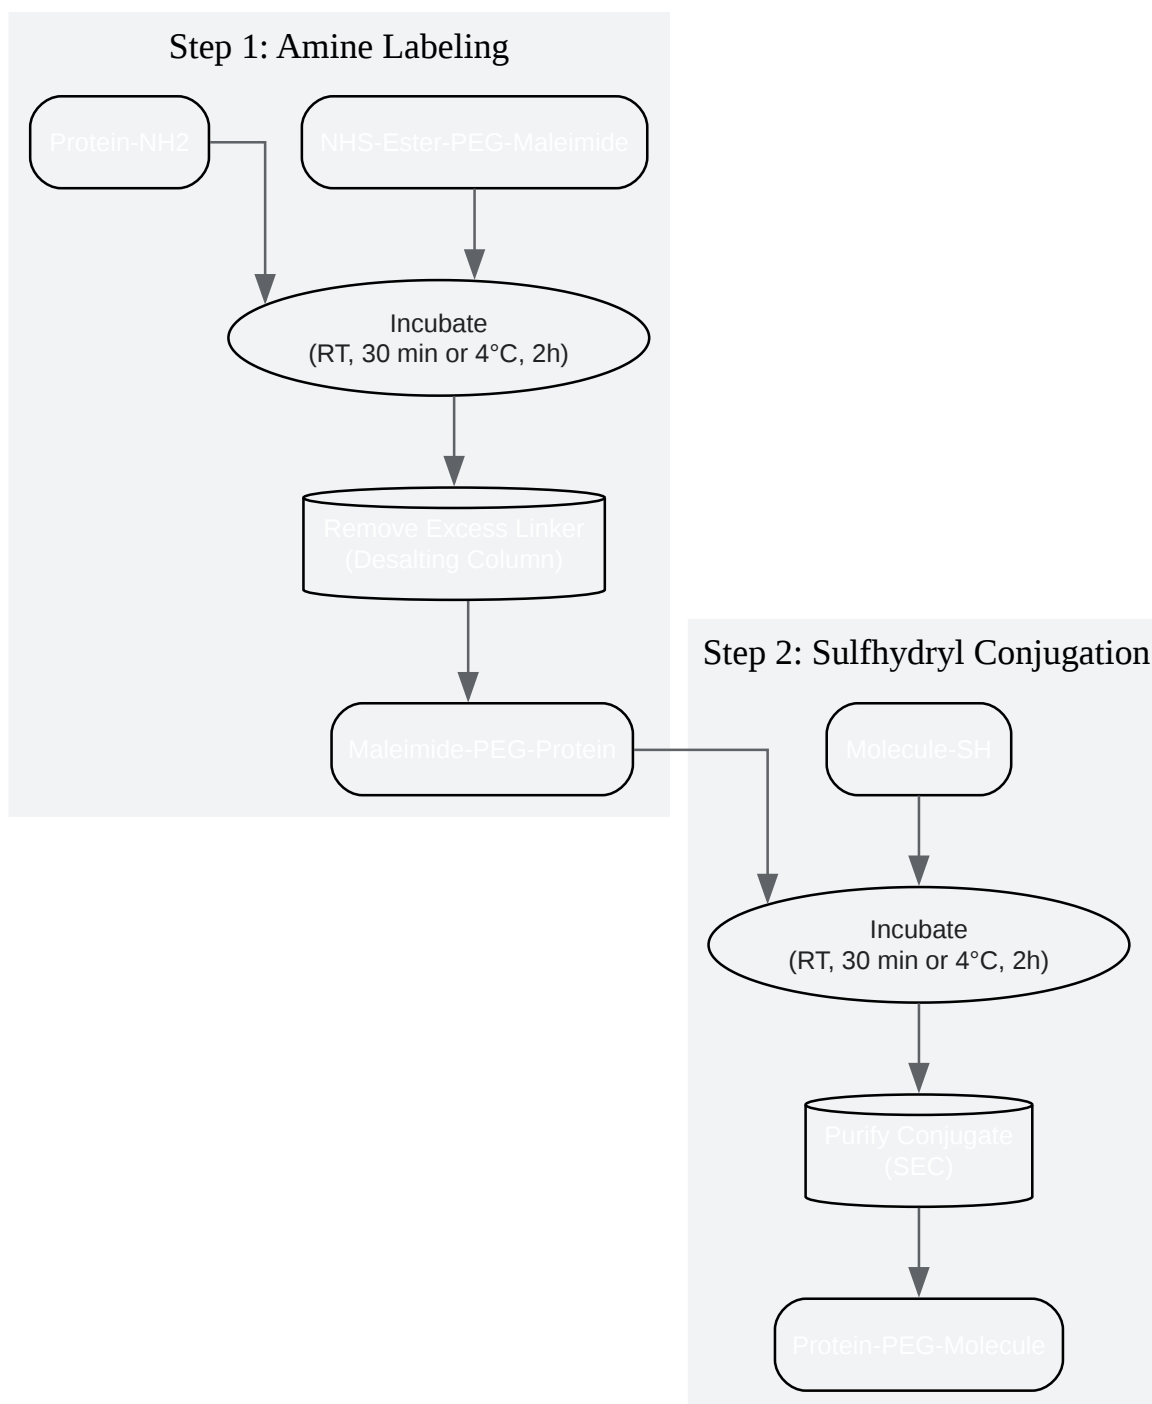 Step 1: Amine Labeling
Protein-NH2
NHS-Ester-PEG-Maleimide
Incubate
(RT, 30 min or 4°C, 2h)
Remove Excess Linker
(Desalting Column)
Maleimide-PEG-Protein
Step 2: Sulfhydryl Conjugation
Molecule-SH
Incubate
(RT, 30 min or 4°C, 2h)
Purify Conjugate
(SEC)
Protein-PEG-Molecule